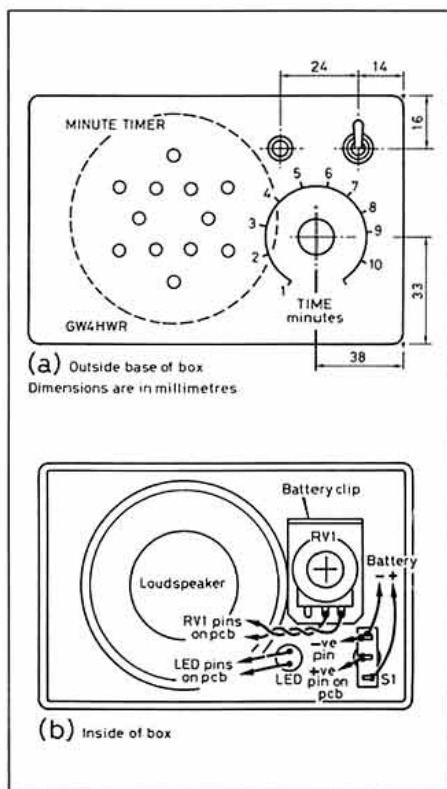 24
14
16
MINUTE TIMER
5
6
4
7
3
8
2
9
1
10
TIME
minutes
33
38
GW4HWR
(a) Outside base of box
Dimensions are in millimetres
Battery clip
RV1
Battery
- +
Loudspeaker
RV1 pins
on pcb
-ve
pin
LED pins
on pcb
LED
+ve
pin on
pcb
S1
(b) Inside of box